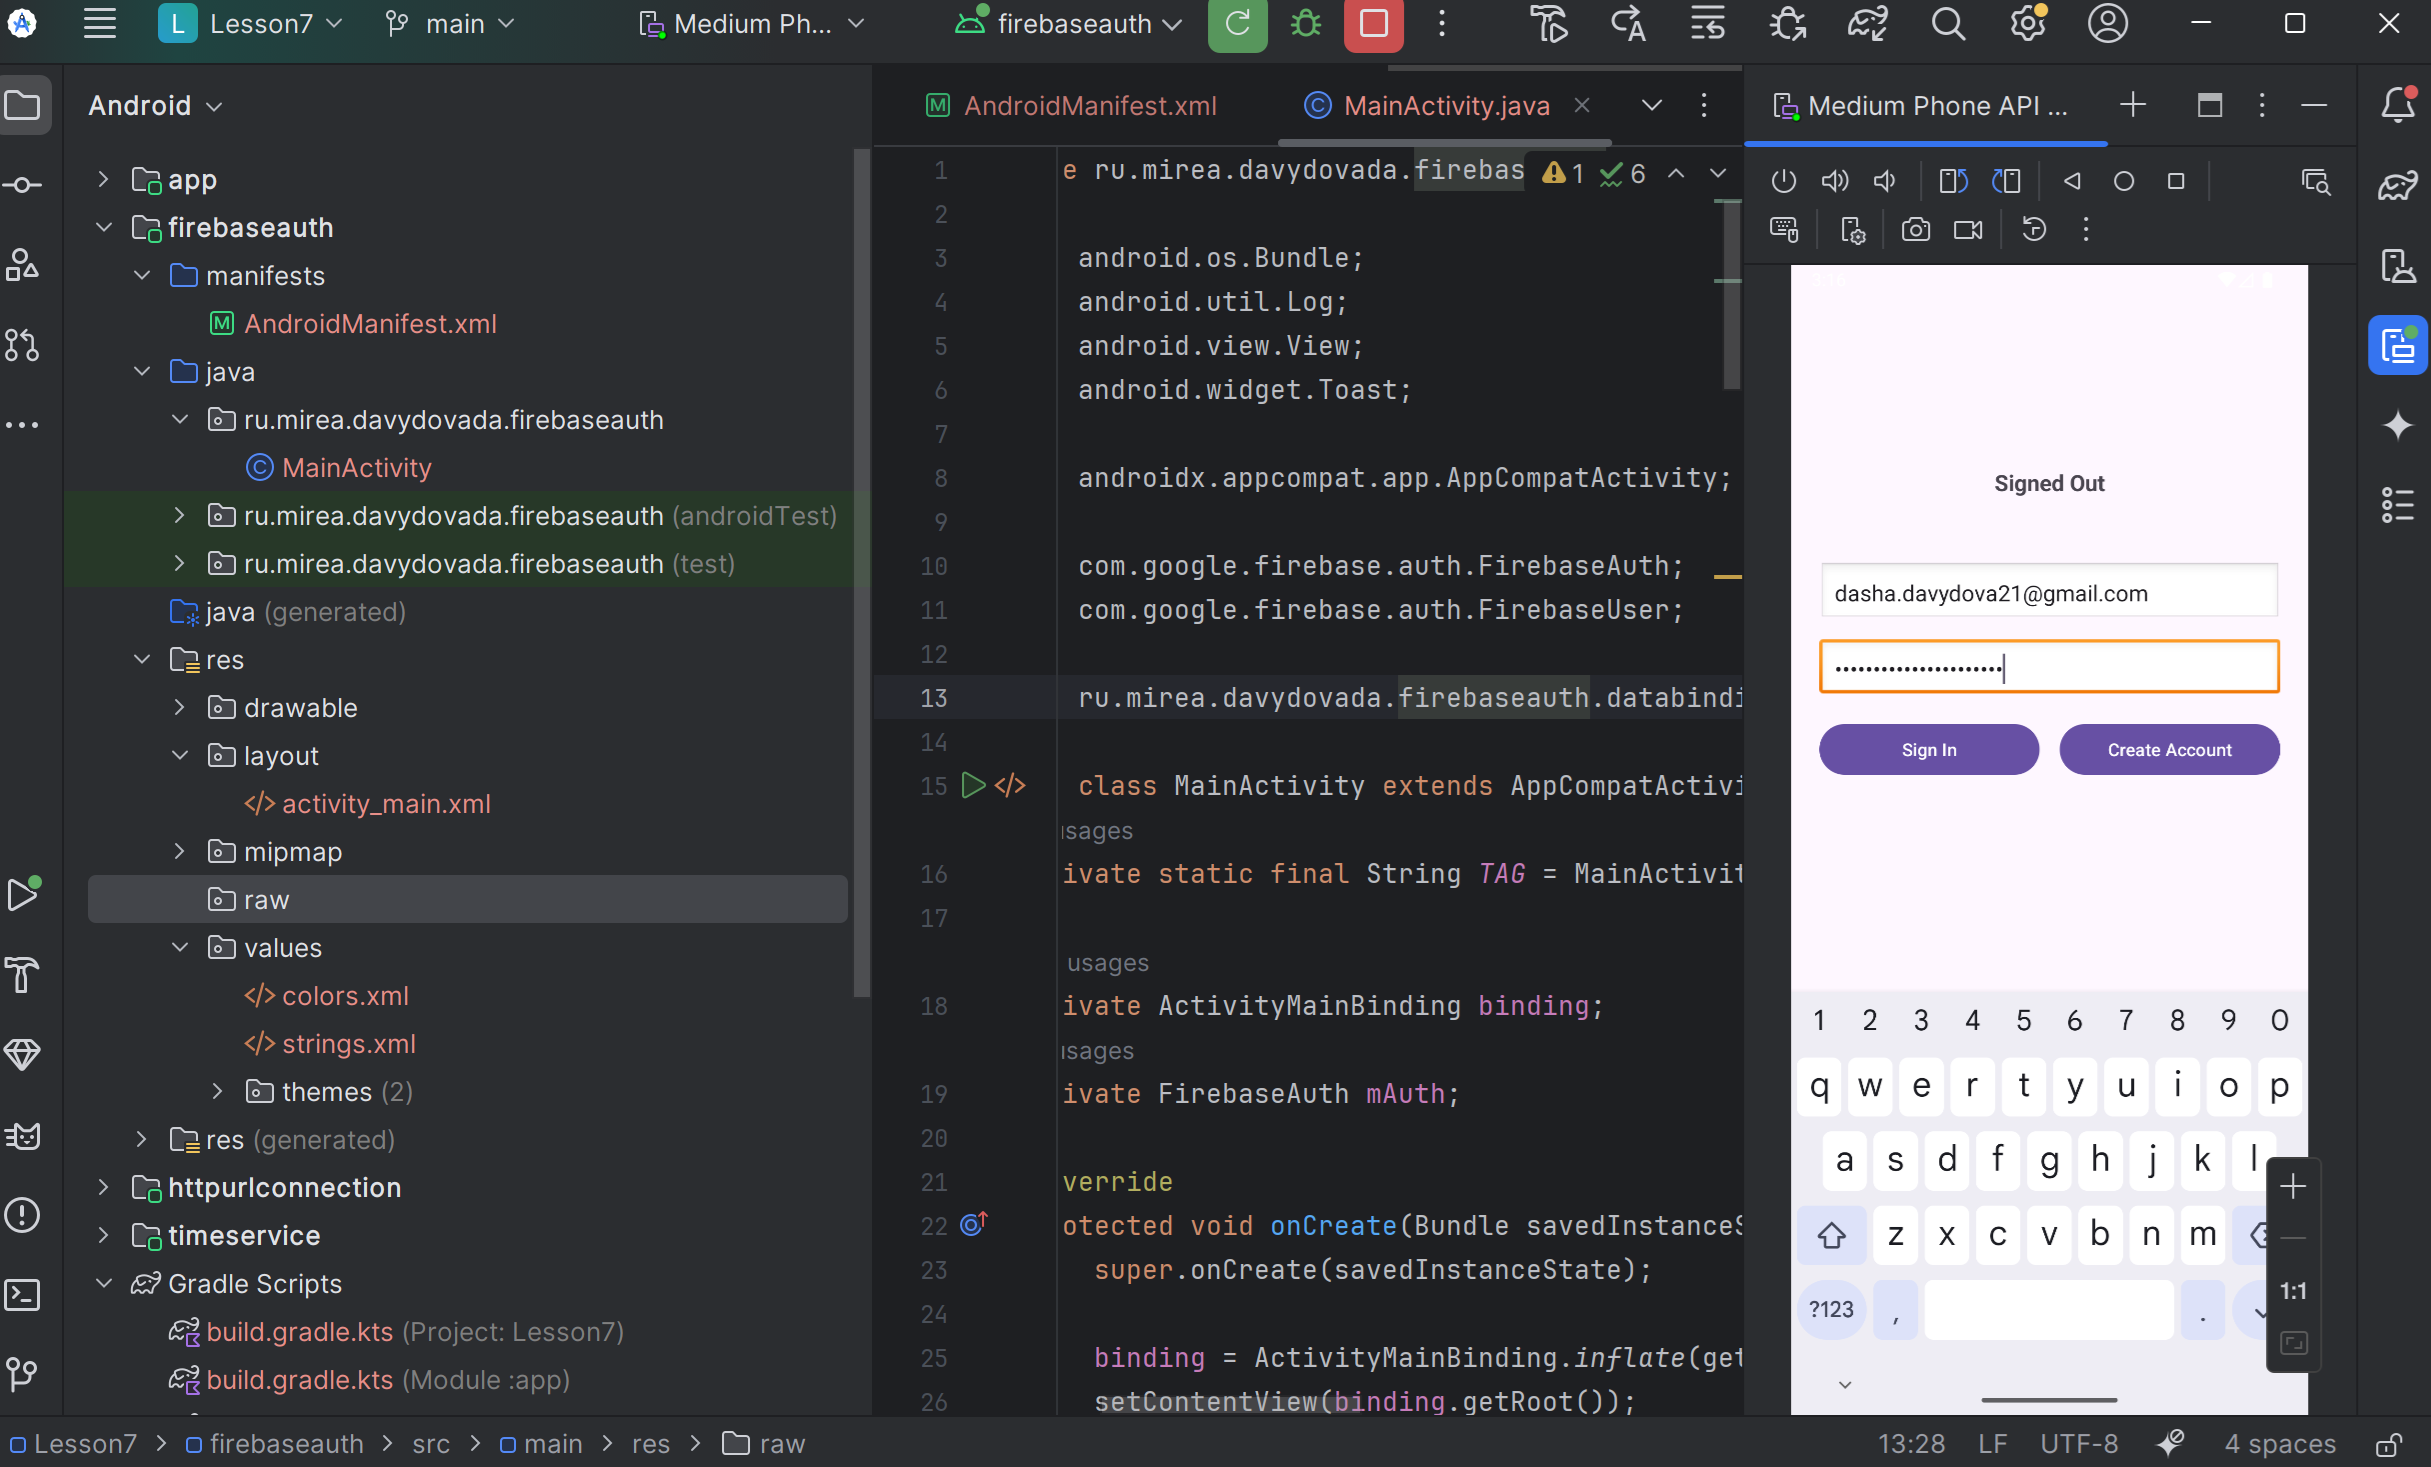 L Lesson7
main
Medium Ph...
firebaseauth
Android
app
firebaseauth
manifests
AndroidManifest.xml
java
ru.mirea.davydovada.firebaseauth
MainActivity
ru.mirea.davydovada.firebaseauth (androidTest)
ru.mirea.davydovada.firebaseauth (test)
java (generated)
res
drawable
layout
activity_main.xml
mipmap
raw
values
colors.xml
strings.xml
themes (2)
res (generated)
httpurlconnection
timeservice
Gradle Scripts
build.gradle.kts (Project: Lesson7)
build.gradle.kts (Module :app)
AndroidManifest.xml
MainActivity.java
1 e ru.mirea.davydovada.firebas 1 6
2
3 android.os.Bundle;
4 android.util.Log;
5 android.view.View;
6 android.widget.Toast;
7
8 androidx.appcompat.app.AppCompatActivity;
9
10 com.google.firebase.auth.FirebaseAuth;
11 com.google.firebase.auth.FirebaseUser;
12
13 ru.mirea.davydovada.firebaseauth.databindi
14
15 class MainActivity extends AppCompatActivi
usages
16 ivate static final String TAG = MainActivit
17
usages
18 ivate ActivityMainBinding binding;
usages
19 ivate FirebaseAuth mAuth;
20
21 verride
22 otected void onCreate(Bundle savedInstanceS
23 super.onCreate(savedInstanceState);
24
25 binding = ActivityMainBinding.inflate(get
26 setContentView(binding.getRoot());
Medium Phone API ...
Signed Out
dasha.davydova21@gmail.com
••••••••••••••••••••••
Sign In
Create Account
1 2 3 4 5 6 7 8 9 0
q w e r t y u i o p
a s d f g h j k l
z x c v b n m
?123 , .
1:1
Lesson7 > firebaseauth > src > main > res > raw
13:28 LF UTF-8 4 spaces